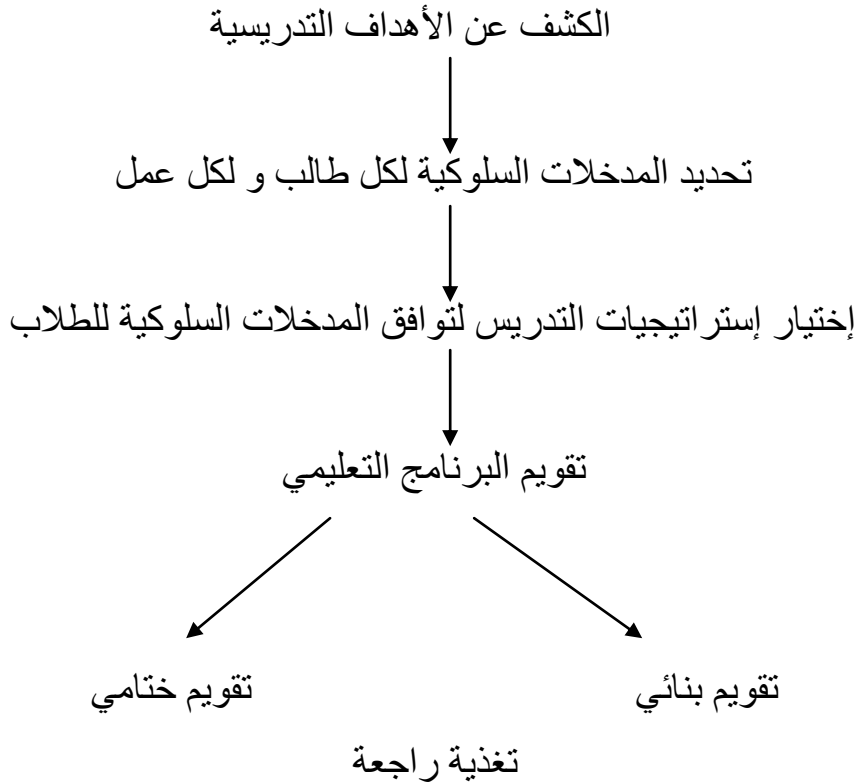 الكشف عن الأهداف التدريسية
تحديد المدخلات السلوكية لكل طالب و لكل عمل
إختيار إستراتيجيات التدريس لتوافق المدخلات السلوكية للطلاب
تقويم البرنامج التعليمي
تقويم بنائي
تقويم ختامي
تغذية راجعة